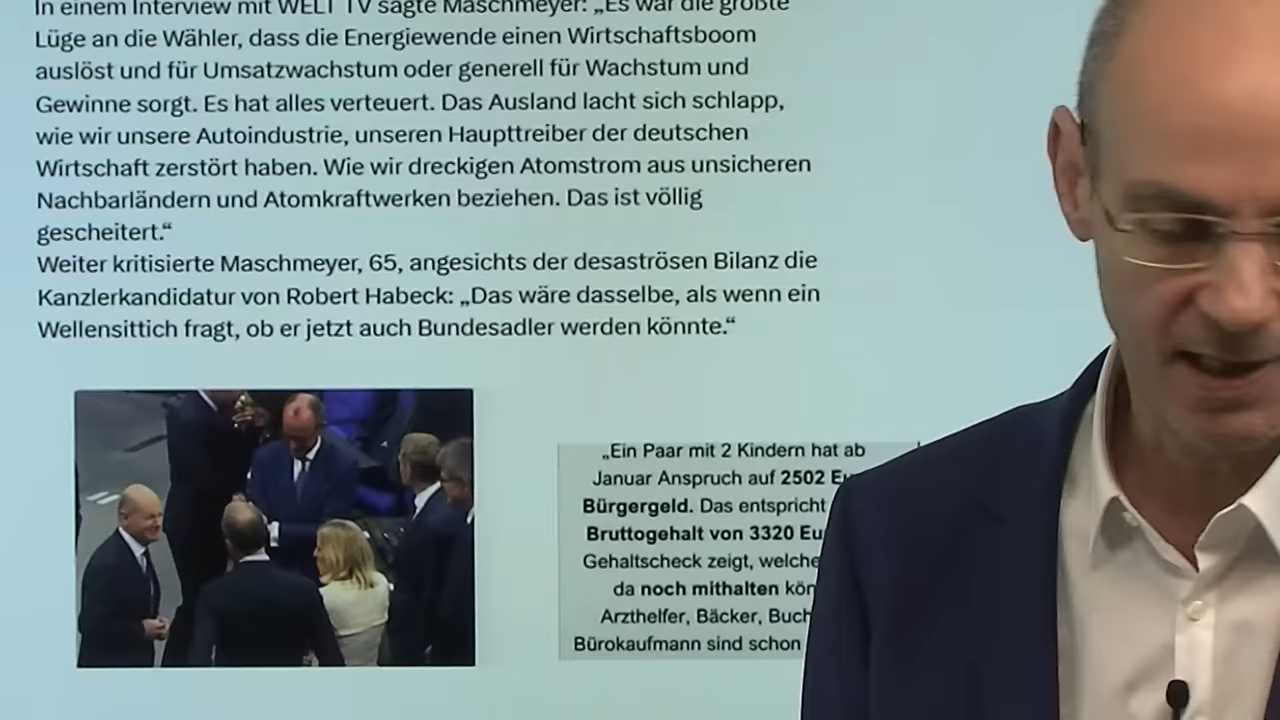 In einem Interview mit WELT TV sagte Maschmeyer: „Es war die größte
Lüge an die Wähler, dass die Energiewende einen Wirtschaftsboom
auslöst und für Umsatzwachstum oder generell für Wachstum und
Gewinne sorgt. Es hat alles verteuert. Das Ausland lacht sich schlapp,
wie wir unsere Autoindustrie, unseren Haupttreiber der deutschen
Wirtschaft zerstört haben. Wie wir dreckigen Atomstrom aus unsicheren
Nachbarländern und Atomkraftwerken beziehen. Das ist völlig
gescheitert.“
Weiter kritisierte Maschmeyer, 65, angesichts der desaströsen Bilanz die
Kanzlerkandidatur von Robert Habeck: „Das wäre dasselbe, als wenn ein
Wellensittich fragt, ob er jetzt auch Bundesadler werden könnte.“
„Ein Paar mit 2 Kindern hat ab
Januar Anspruch auf 2502
Bürgergeld. Das entspricht
Bruttogehalt von 3320
Gehaltscheck zeigt,
da noch mithalten
Arzthelfer, Bäcker,
Bürokaufmann sind schon